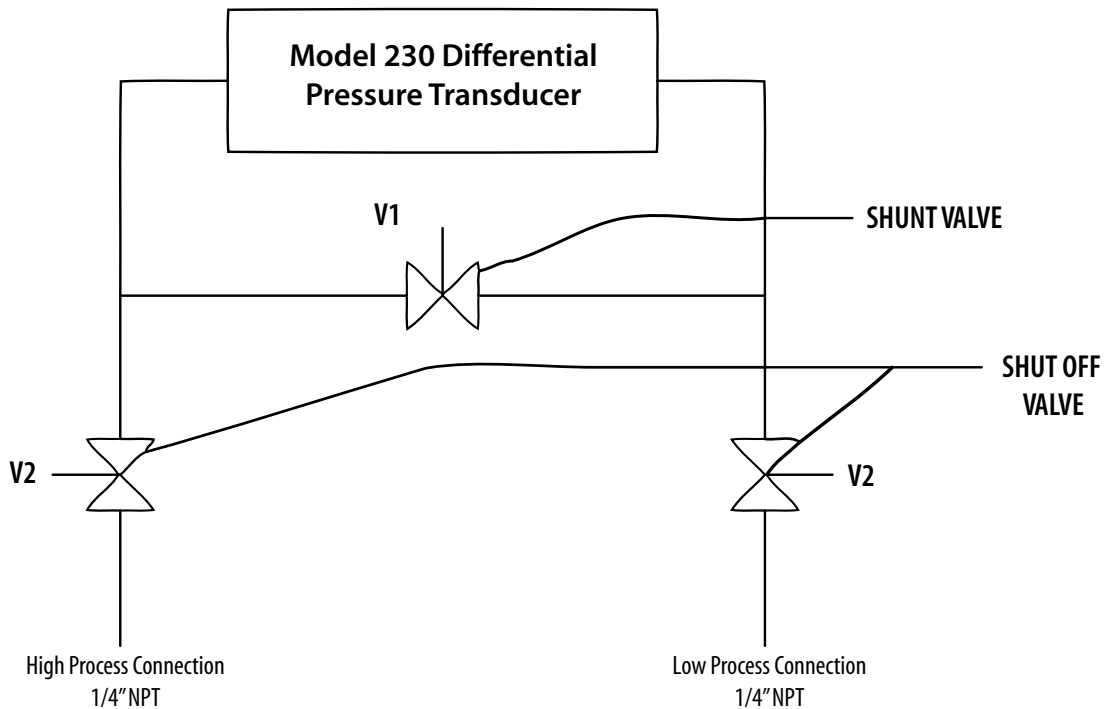 Model 230 Differential
Pressure Transducer
V1
SHUNT VALVE
SHUT OFF
VALVE
V2
V2
High Process Connection
1/4” NPT
Low Process Connection
1/4” NPT